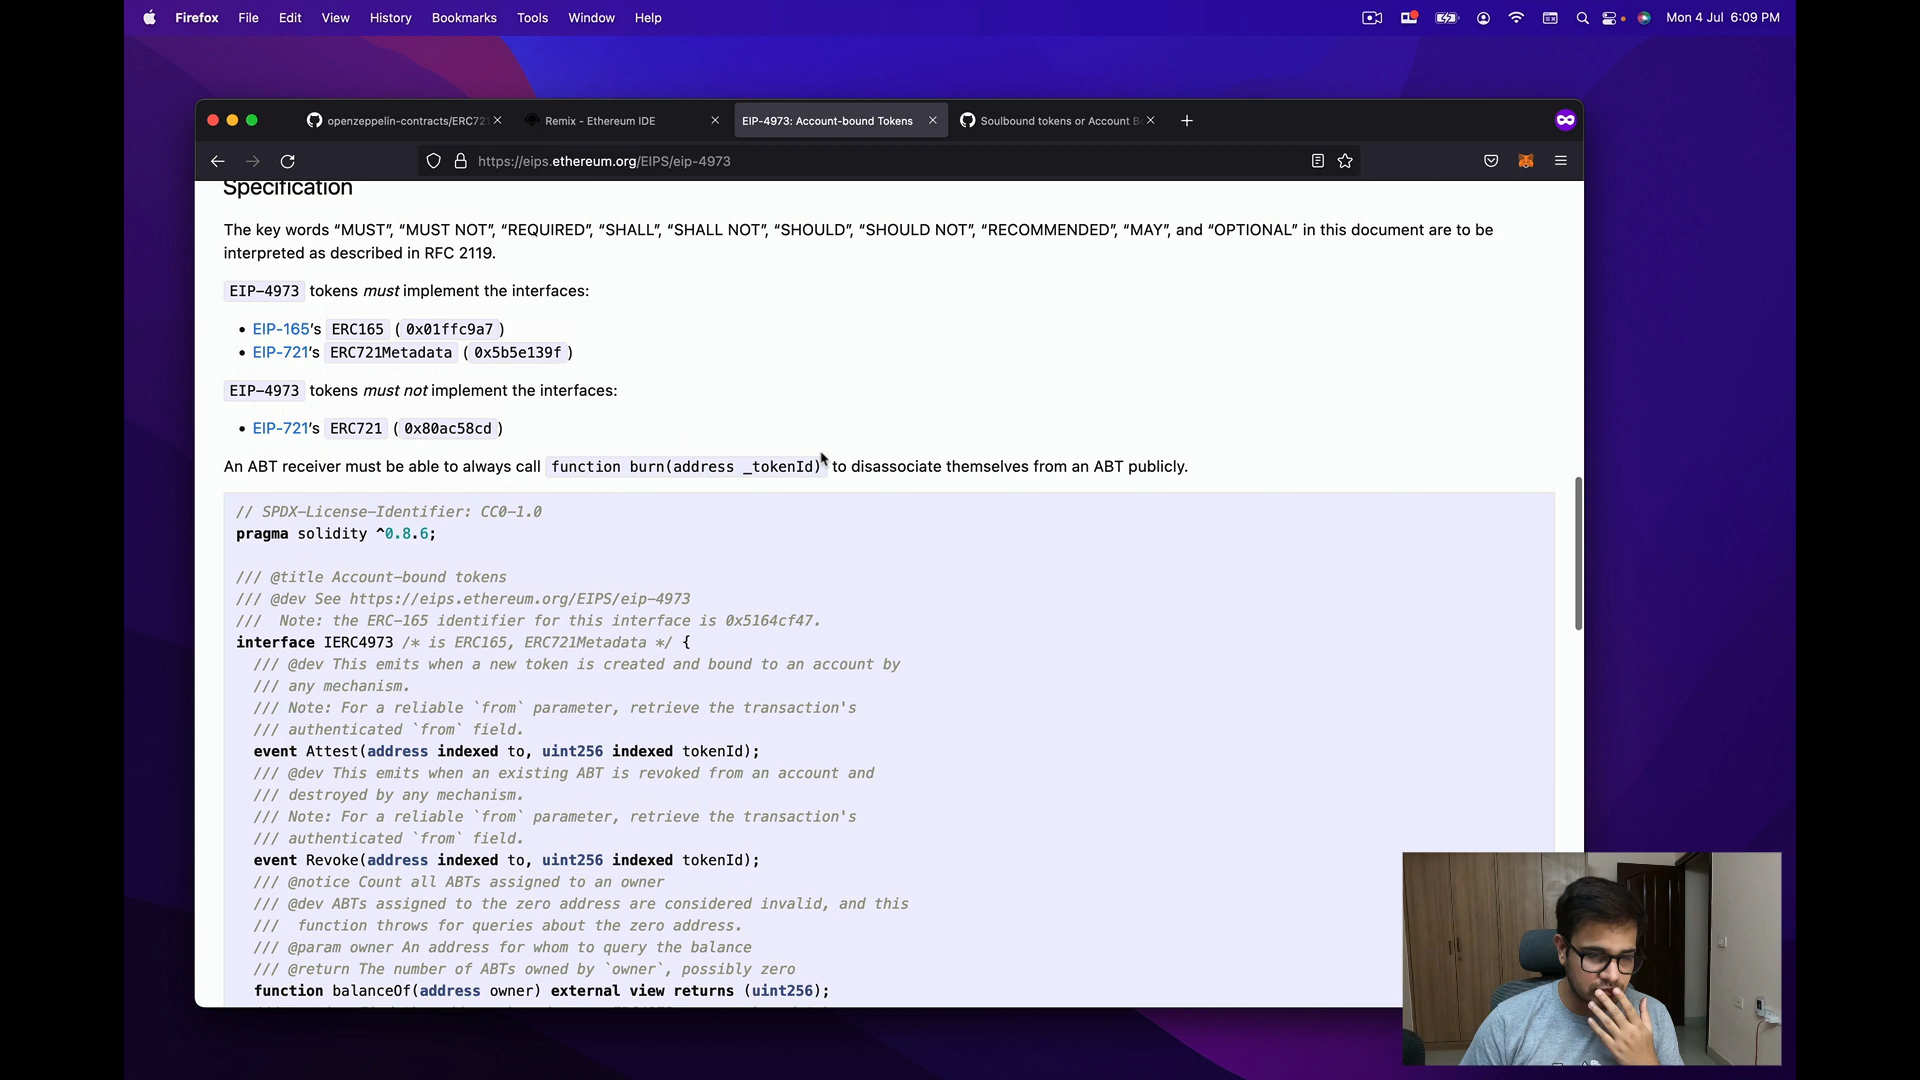 Firefox File Edit View History Bookmarks Tools Window Help Mon 4 Jul 6:09 PM
openzeppelin-contracts/ERC721 Remix - Ethereum IDE EIP-4973: Account-bound Tokens Soulbound tokens or Account B
https://eips.ethereum.org/EIPS/eip-4973
Specification
The key words “MUST”, “MUST NOT”, “REQUIRED”, “SHALL”, “SHALL NOT”, “SHOULD”, “SHOULD NOT”, “RECOMMENDED”, “MAY”, and “OPTIONAL” in this document are to be
interpreted as described in RFC 2119.
EIP-4973 tokens must implement the interfaces:
• EIP-165’s ERC165 ( 0x01ffc9a7 )
• EIP-721’s ERC721Metadata ( 0x5b5e139f )
EIP-4973 tokens must not implement the interfaces:
• EIP-721’s ERC721 ( 0x80ac58cd )
An ABT receiver must be able to always call function burn(address _tokenId) to disassociate themselves from an ABT publicly.
// SPDX-License-Identifier: CC0-1.0
pragma solidity ^0.8.6;
/// @title Account-bound tokens
/// @dev See https://eips.ethereum.org/EIPS/eip-4973
/// Note: the ERC-165 identifier for this interface is 0x5164cf47.
interface IERC4973 /* is ERC165, ERC721Metadata */ {
/// @dev This emits when a new token is created and bound to an account by
/// any mechanism.
/// Note: For a reliable `from` parameter, retrieve the transaction's
/// authenticated `from` field.
event Attest(address indexed to, uint256 indexed tokenId);
/// @dev This emits when an existing ABT is revoked from an account and
/// destroyed by any mechanism.
/// Note: For a reliable `from` parameter, retrieve the transaction's
/// authenticated `from` field.
event Revoke(address indexed to, uint256 indexed tokenId);
/// @notice Count all ABTs assigned to an owner
/// @dev ABTs assigned to the zero address are considered invalid, and this
/// function throws for queries about the zero address.
/// @param owner An address for whom to query the balance
/// @return The number of ABTs owned by `owner`, possibly zero
function balanceOf(address owner) external view returns (uint256);